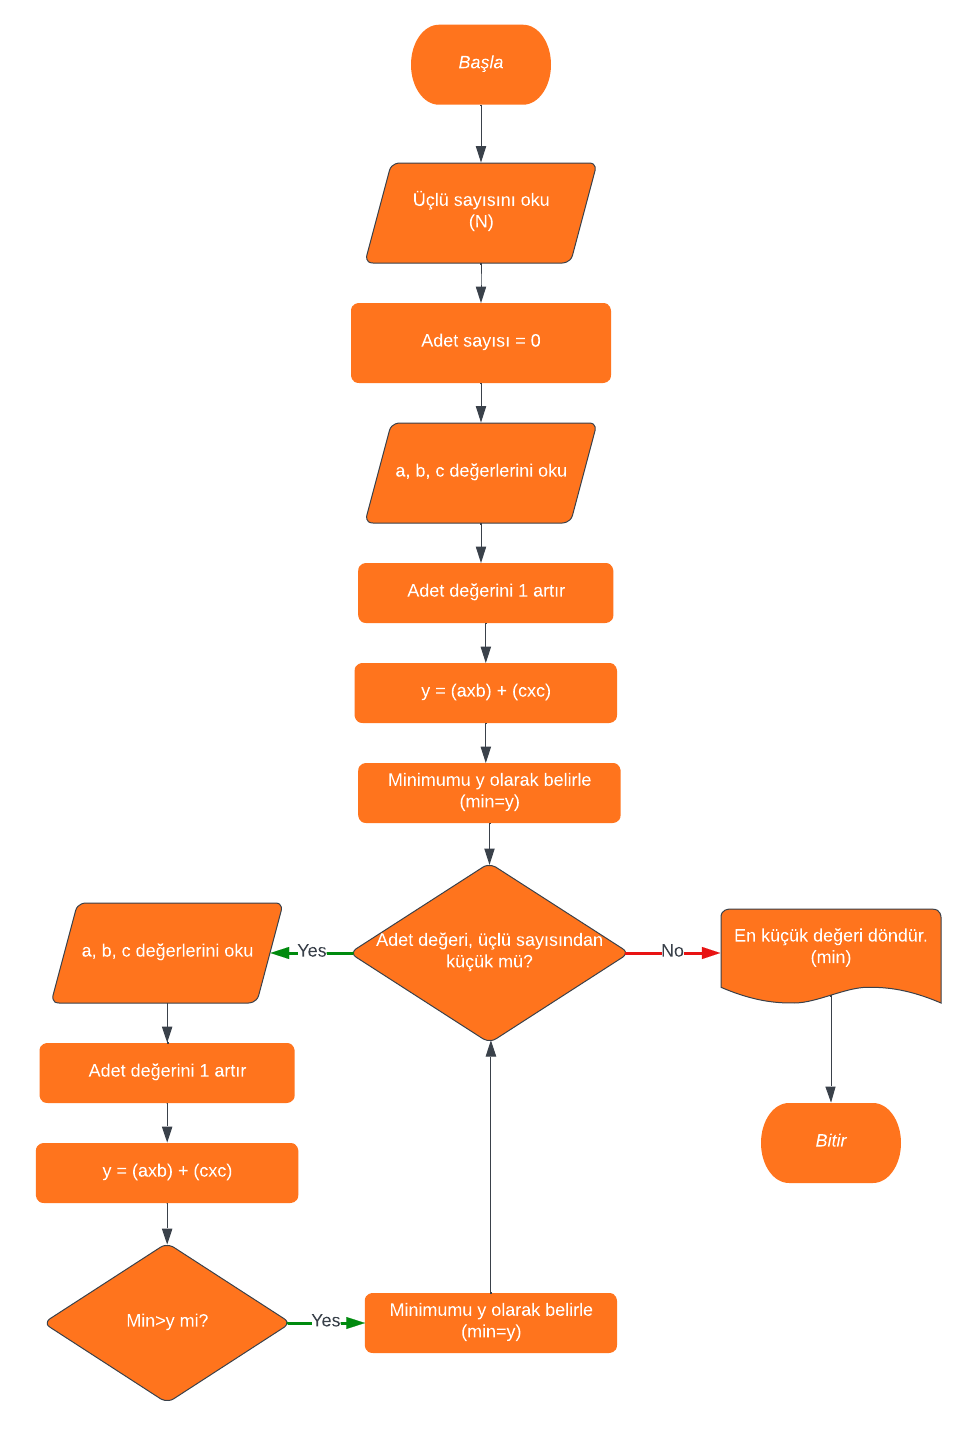 Başla
Üçlü sayısını oku
(N)
Adet sayısı = 0
a, b, c değerlerini oku
Adet değerini 1 artır
y = (axb) + (cxc)
Minimumu y olarak belirle
(min=y)
Adet değeri, üçlü sayısından
küçük mü?
Yes
No
a, b, c değerlerini oku
En küçük değeri döndür.
(min)
Adet değerini 1 artır
Bitir
y = (axb) + (cxc)
Min>y mi?
Yes
Minimumu y olarak belirle
(min=y)